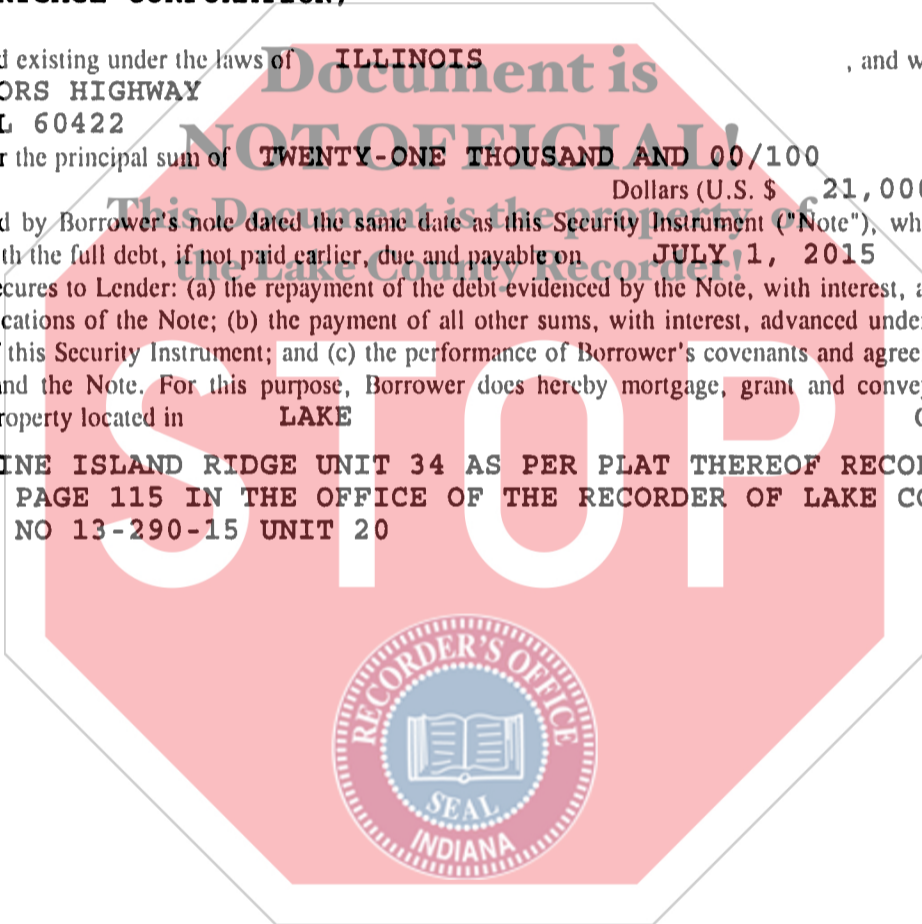 d existing under the laws of ILLINOIS , and w
ORS HIGHWAY
L 60422
r the principal sum of TWENTY-ONE THOUSAND AND 00/100
Dollars (U.S. $ 21,000
d by Borrower's note dated the same date as this Security Instrument ("Note"), wh
th the full debt, if not paid earlier, due and payable on JULY 1, 2015
cures to Lender: (a) the repayment of the debt evidenced by the Note, with interest, a
cations of the Note; (b) the payment of all other sums, with interest, advanced unde
this Security Instrument; and (c) the performance of Borrower's covenants and agree
nd the Note. For this purpose, Borrower does hereby mortgage, grant and convey
roperty located in LAKE
INE ISLAND RIDGE UNIT 34 AS PER PLAT THEREOF RECO
PAGE 115 IN THE OFFICE OF THE RECORDER OF LAKE CO
NO 13-290-15 UNIT 20
Document is
NOT OFFICIAL!
This Document is the property of
the Lake County Recorder!
STOP
RECORDER'S OFFICE
SEAL
INDIANA